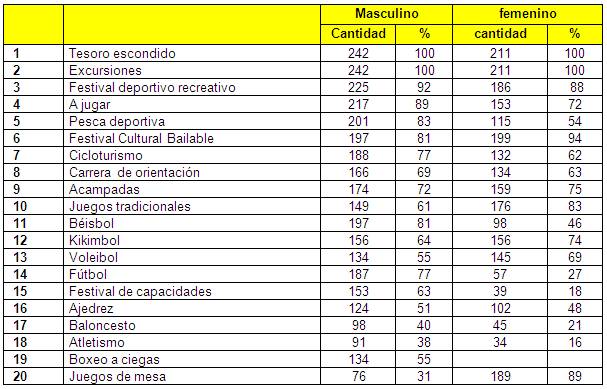 Masculino femenino
Cantidad % cantidad %
1 Tesoro escondido 242 100 211 100
2 Excursiones 242 100 211 100
3 Festival deportivo recreativo 225 92 186 88
4 A jugar 217 89 153 72
5 Pesca deportiva 201 83 115 54
6 Festival Cultural Bailable 197 81 199 94
7 Cicloturismo 188 77 132 62
8 Carrera de orientación 166 69 134 63
9 Acampadas 174 72 159 75
10 Juegos tradicionales 149 61 176 83
11 Béisbol 197 81 98 46
12 Kikimbol 156 64 156 74
13 Voleibol 134 55 145 69
14 Fútbol 187 77 57 27
15 Festival de capacidades 153 63 39 18
16 Ajedrez 124 51 102 48
17 Baloncesto 98 40 45 21
18 Atletismo 91 38 34 16
19 Boxeo a ciegas 134 55
20 Juegos de mesa 76 31 189 89